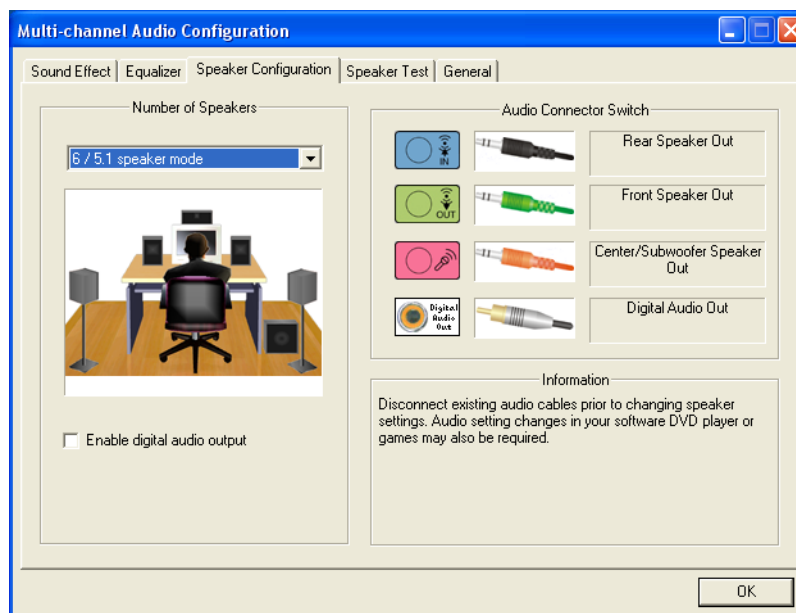 Multi-channel Audio Configuration
Sound Effect
Equalizer
Speaker Configuration
Speaker Test
General
Number of Speakers
6 / 5.1 speaker mode
Enable digital audio output
Audio Connector Switch
IN
Rear Speaker Out
OUT
Front Speaker Out
Center/Subwoofer Speaker
Out
Digital
Audio
Out
Digital Audio Out
Information
Disconnect existing audio cables prior to changing speaker
settings. Audio setting changes in your software DVD player or
games may also be required.
OK